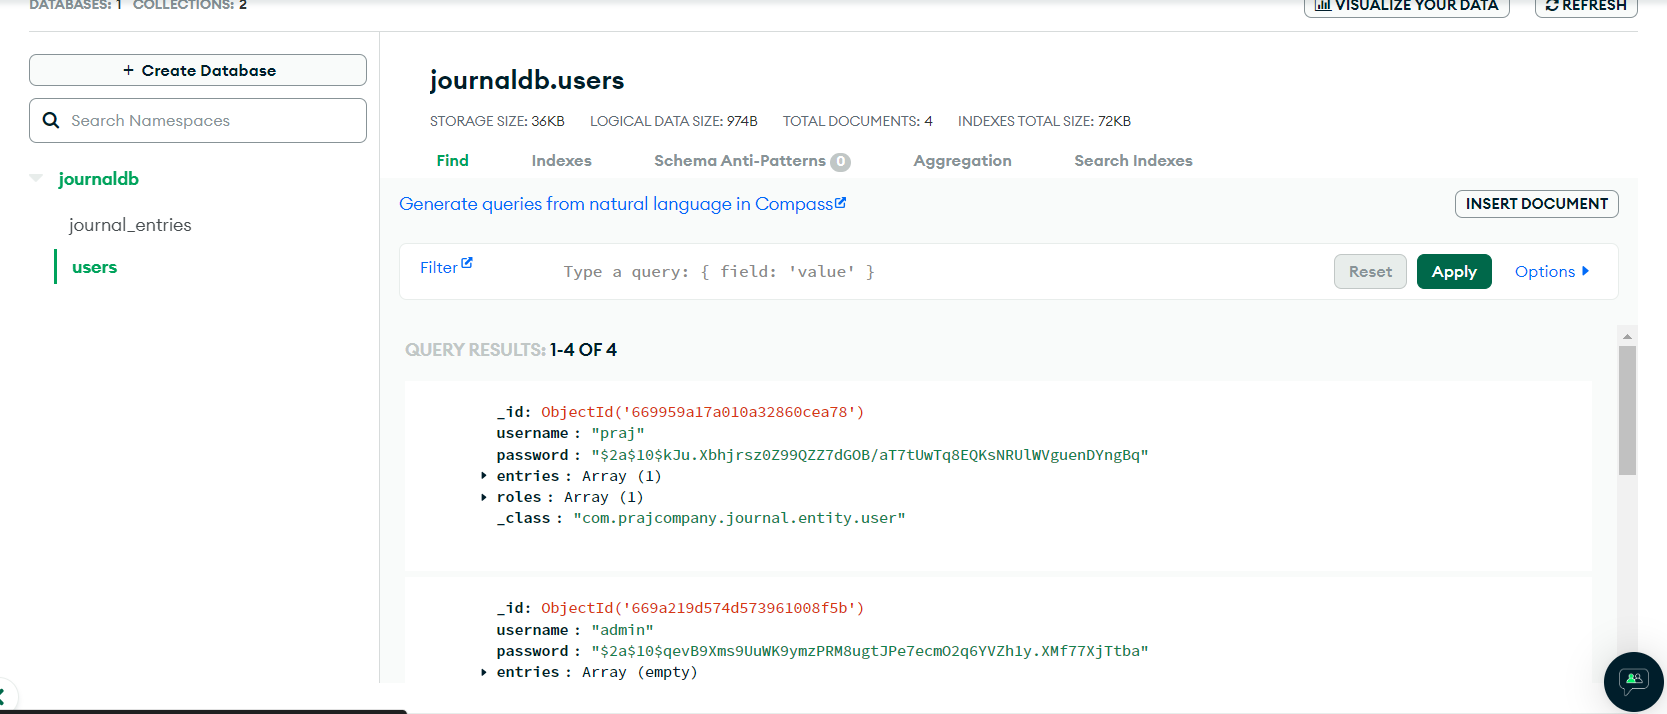 DATABASES: 1 COLLECTIONS: 2
VISUALIZE YOUR DATA
REFRESH
+ Create Database
Search Namespaces
journaldb
journal_entries
users
journaldb.users
STORAGE SIZE: 36KB LOGICAL DATA SIZE: 974B TOTAL DOCUMENTS: 4 INDEXES TOTAL SIZE: 72KB
Find Indexes Schema Anti-Patterns 0 Aggregation Search Indexes
Generate queries from natural language in Compass
INSERT DOCUMENT
Filter Type a query: { field: 'value' } Reset Apply Options
QUERY RESULTS: 1-4 OF 4
_id: ObjectId('669959a17a010a32860cea78')
username : "praj"
password : "$2a$10$kJu.Xbhjrsz0Z99QZZ7dGOB/aT7tUwTq8EQKsNRUlWVguenDYngBq"
entries : Array (1)
roles : Array (1)
_class : "com.prajcompany.journal.entity.user"
_id: ObjectId('669a219d574d573961008f5b')
username : "admin"
password : "$2a$10$qevB9Xms9UuWK9ymzPRM8ugtJPe7ecmO2q6YVZh1y.XMf77XjTtba"
entries : Array (empty)